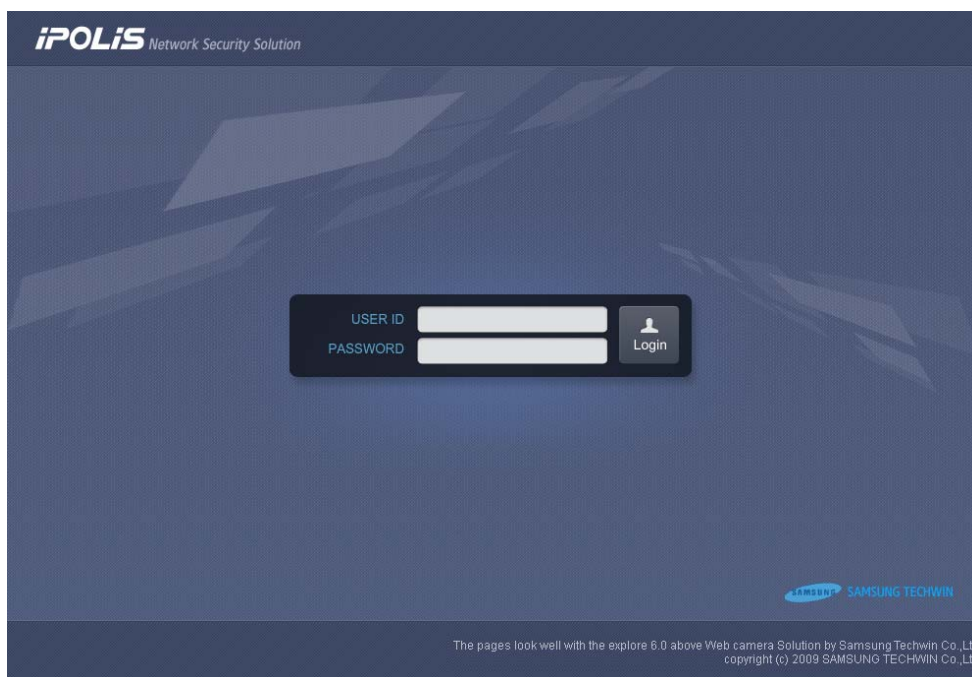 iPOLiS Network Security Solution
USER ID
PASSWORD
Login
SAMSUNG SAMSUNG TECHWIN
The pages look well with the explore 6.0 above Web camera Solution by Samsung Techwin Co.,Lt
copyright (c) 2009 SAMSUNG TECHWIN Co.,Lt